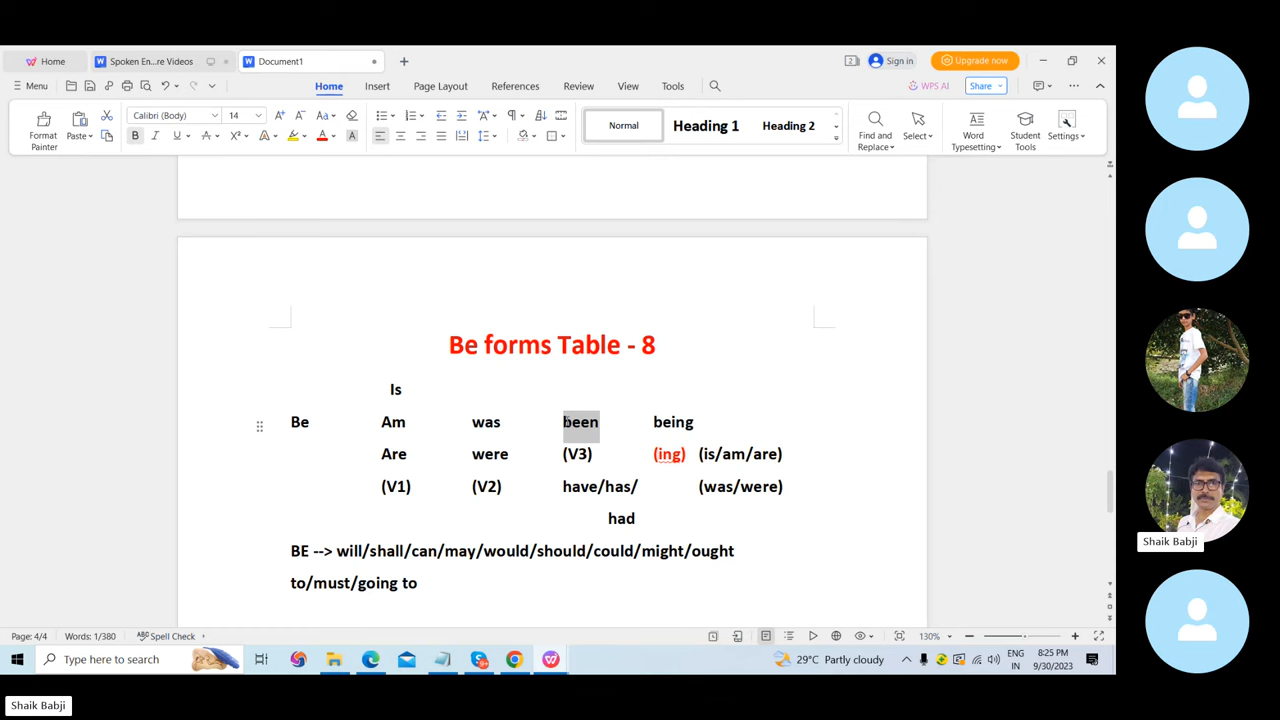 Home
Spoken En...re Videos
Document1
2
Sign in
Upgrade now
Menu
Home
Insert
Page Layout
References
Review
View
Tools
WPS AI
Share
Format Painter
Paste
Calibri (Body)
14
Normal
Heading 1
Heading 2
Find and Replace
Select
Word Typesetting
Student Tools
Settings
Be forms Table - 8
Is
Be Am was been being
Are were (V3) (ing) (is/am/are)
(V1) (V2) have/has/ (was/were)
had
BE --> will/shall/can/may/would/should/could/might/ought
to/must/going to
Shaik Babji
Page: 4/4 Words: 1/380 Spell Check 130%
Type here to search
29°C Partly cloudy
ENG IN
8:25 PM
9/30/2023
Shaik Babji